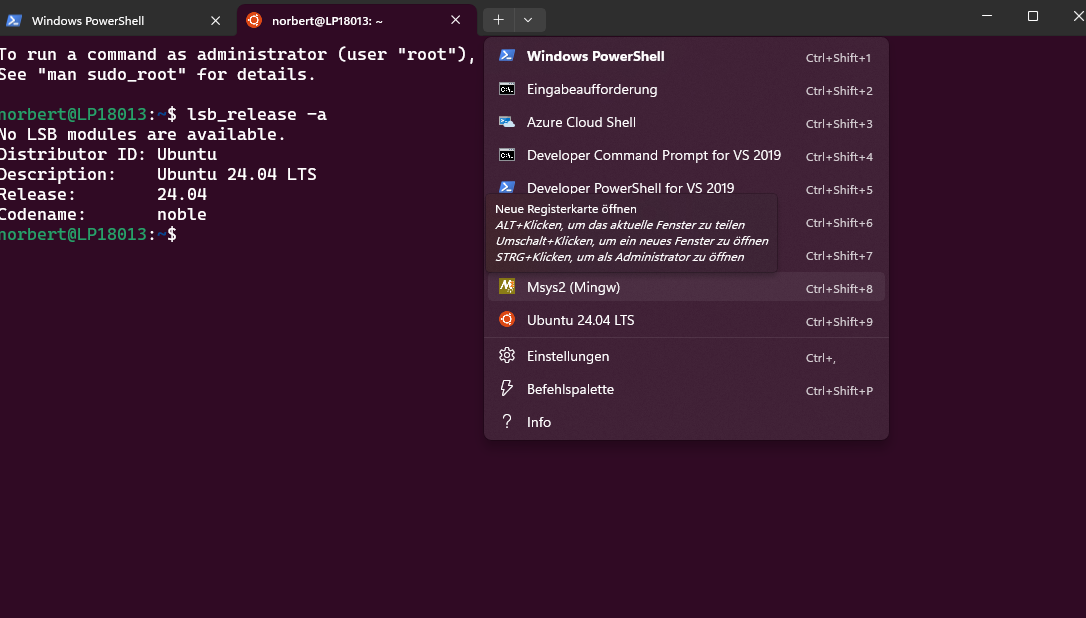 Windows PowerShell
norbert@LP18013: ~
To run a command as administrator (user "root"),
See "man sudo_root" for details.
norbert@LP18013:~$ lsb_release -a
No LSB modules are available.
Distributor ID: Ubuntu
Description: Ubuntu 24.04 LTS
Release: 24.04
Codename: noble
norbert@LP18013:~$
Windows PowerShell Ctrl+Shift+1
Eingabeaufforderung Ctrl+Shift+2
Azure Cloud Shell Ctrl+Shift+3
Developer Command Prompt for VS 2019 Ctrl+Shift+4
Developer PowerShell for VS 2019 Ctrl+Shift+5
Neue Registerkarte öffnen
ALT+Klicken, um das aktuelle Fenster zu teilen
Ctrl+Shift+6
Umschalt+Klicken, um ein neues Fenster zu öffnen
STRG+Klicken, um als Administrator zu öffnen
Ctrl+Shift+7
Msys2 (Mingw) Ctrl+Shift+8
Ubuntu 24.04 LTS Ctrl+Shift+9
Einstellungen Ctrl+,
Befehlspalette Ctrl+Shift+P
Info